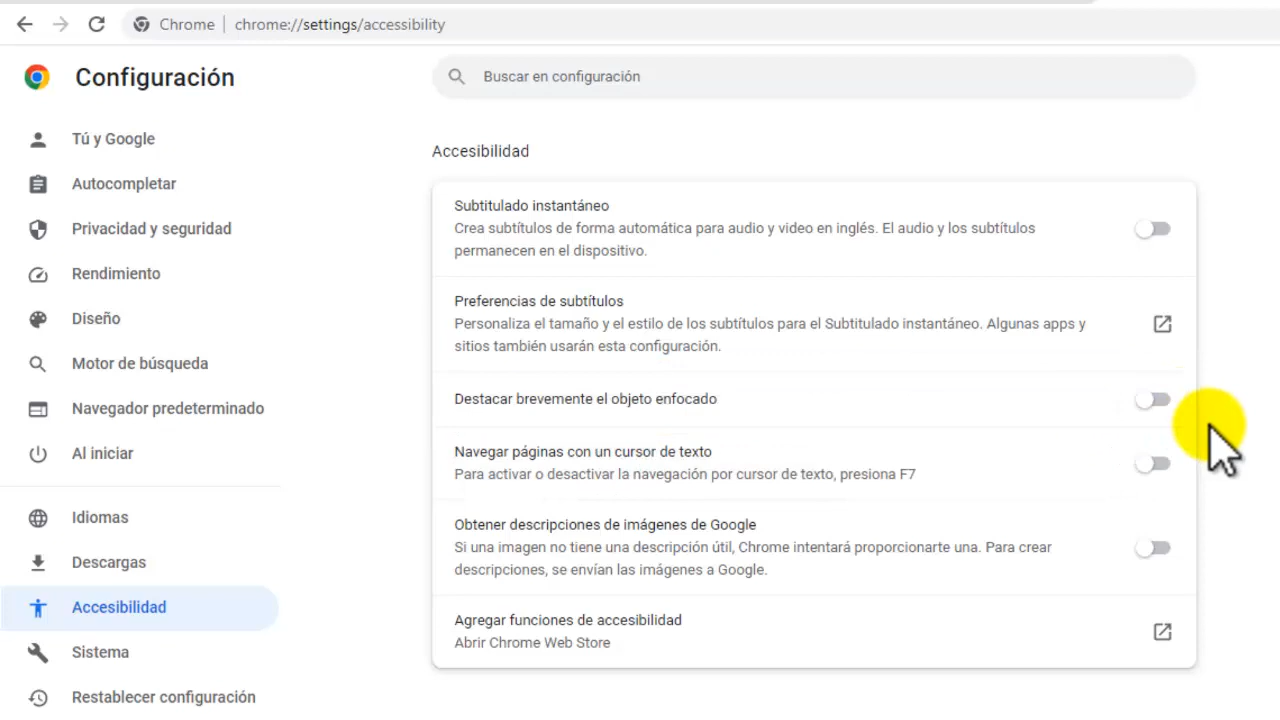 Chrome | chrome://settings/accessibility
Configuración
Buscar en configuración
Tú y Google
Autocompletar
Privacidad y seguridad
Rendimiento
Diseño
Motor de búsqueda
Navegador predeterminado
Al iniciar
Idiomas
Descargas
Accesibilidad
Sistema
Restablecer configuración
Accesibilidad
Subtitulado instantáneo
Crea subtítulos de forma automática para audio y video en inglés. El audio y los subtítulos
permanecen en el dispositivo.
Preferencias de subtítulos
Personaliza el tamaño y el estilo de los subtítulos para el Subtitulado instantáneo. Algunas apps y
sitios también usarán esta configuración.
Destacar brevemente el objeto enfocado
Navegar páginas con un cursor de texto
Para activar o desactivar la navegación por cursor de texto, presiona F7
Obtener descripciones de imágenes de Google
Si una imagen no tiene una descripción útil, Chrome intentará proporcionarte una. Para crear
descripciones, se envían las imágenes a Google.
Agregar funciones de accesibilidad
Abrir Chrome Web Store